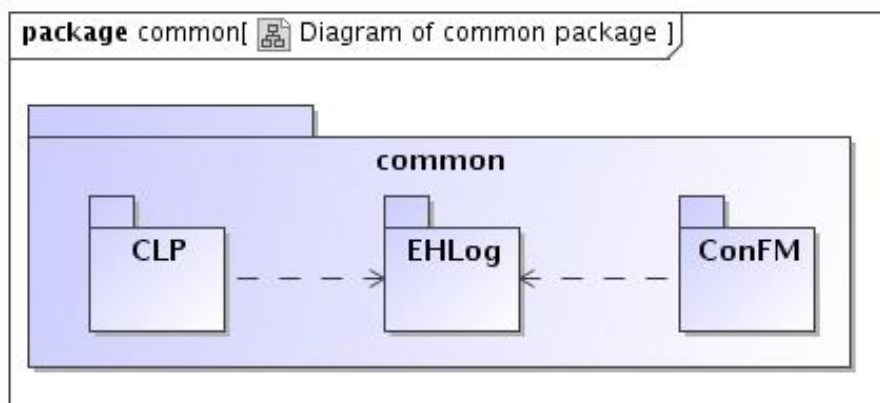 package common[ Diagram of common package ]
common
CLP EHLog ConFM